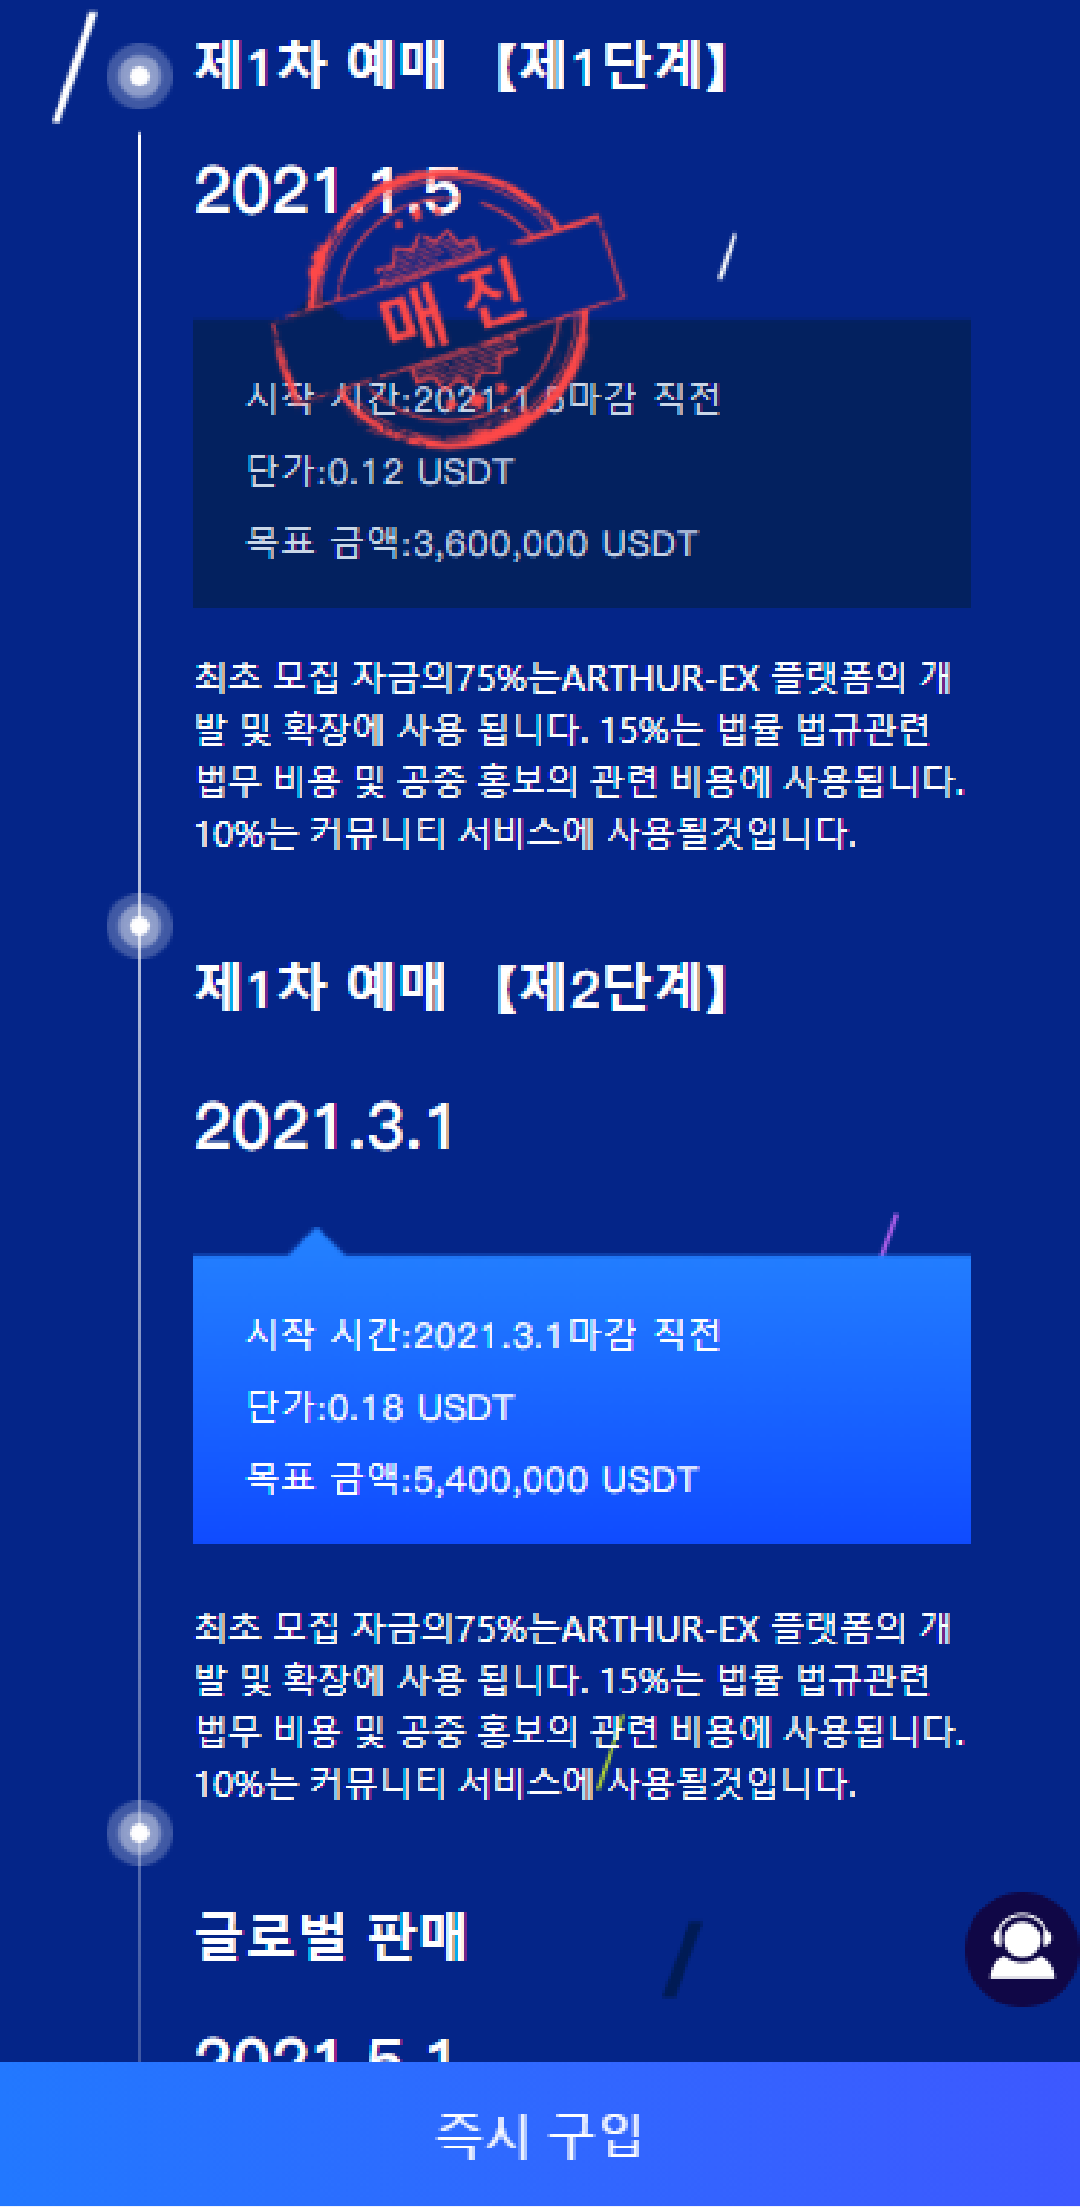 제1차 예매 【제1단계】
2021.1.5
매진
시작 시간:2021.1.5마감 직전
단가:0.12 USDT
목표 금액:3,600,000 USDT
최초 모집 자금의75%는ARTHUR-EX 플랫폼의 개
발 및 확장에 사용 됩니다. 15%는 법률 법규관련
법무 비용 및 공중 홍보의 관련 비용에 사용됩니다.
10%는 커뮤니티 서비스에 사용될것입니다.
제1차 예매 【제2단계】
2021.3.1
시작 시간:2021.3.1마감 직전
단가:0.18 USDT
목표 금액:5,400,000 USDT
최초 모집 자금의75%는ARTHUR-EX 플랫폼의 개
발 및 확장에 사용 됩니다. 15%는 법률 법규관련
법무 비용 및 공중 홍보의 관련 비용에 사용됩니다.
10%는 커뮤니티 서비스에 사용될것입니다.
글로벌 판매
2021.5.1
즉시 구입